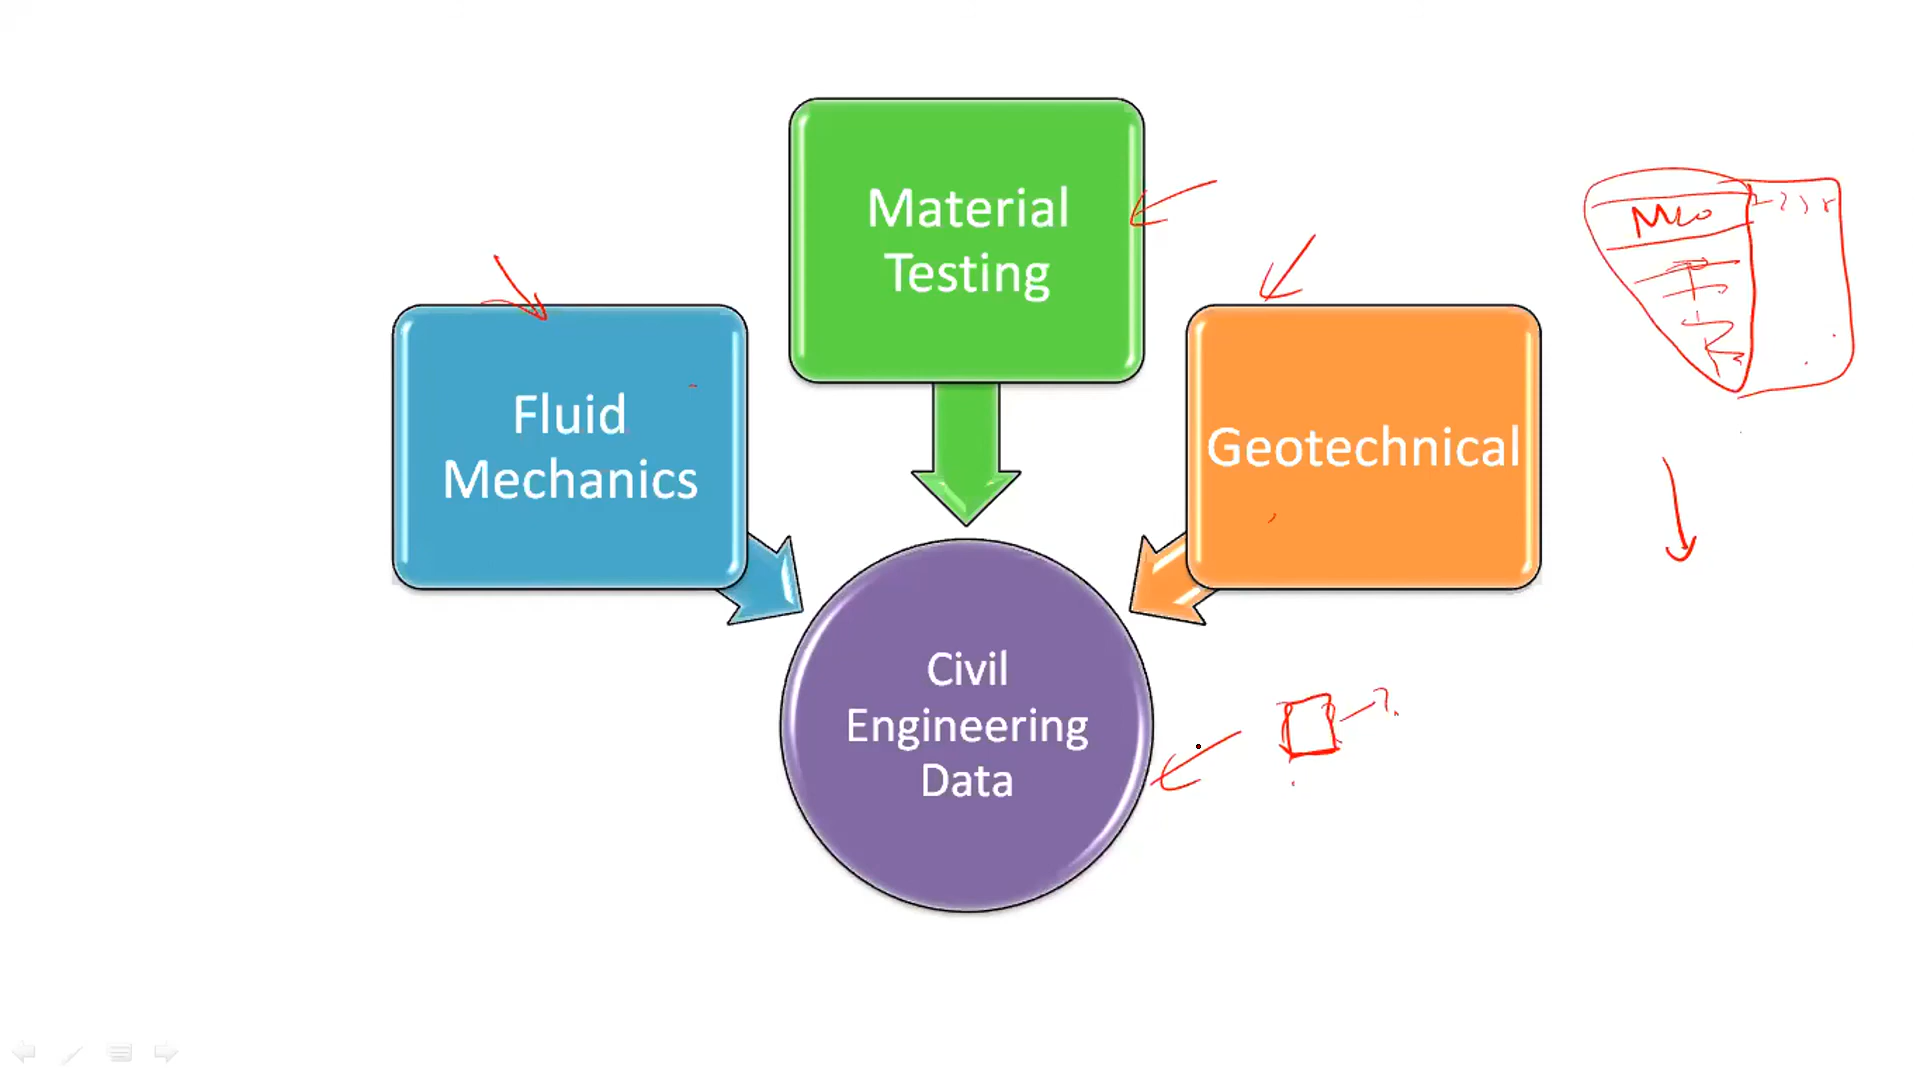 Material
Testing
Fluid
Mechanics
Geotechnical
Civil
Engineering
Data